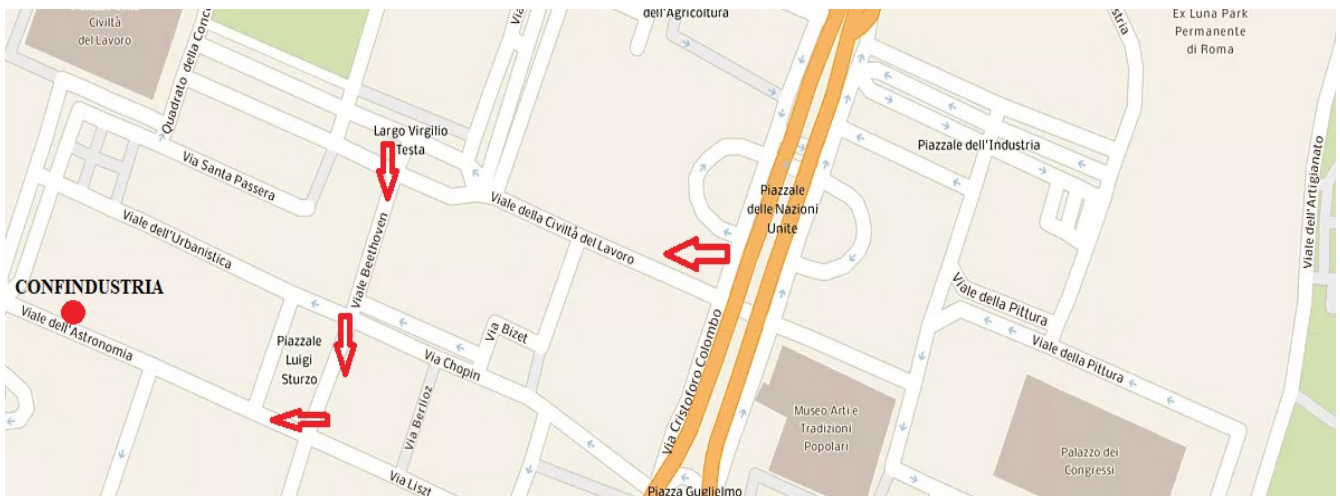 Civiltà
del Lavoro
Quadrato della Conco
Via
dell'Agricoltura
Ex Luna Park
Permanente
di Roma
Largo Virgilio
Testa
Via Santa Passera
Piazzale dell'Industria
Viale dell'Artigianato
Piazzale
delle Nazioni
Unite
Viale della Civiltà del Lavoro
Viale dell'Urbanistica
Viale Beethoven
CONFINDUSTRIA
Viale dell'Astronomia
Piazzale
Luigi
Sturzo
Via Bizet
Via Chopin
Via Berlioz
Via Liszt
Via Cristoforo Colombo
Viale della Pittura
Viale della Pittura
Museo Arti e
Tradizioni
Popolari
Palazzo dei
Congressi
Piazza Guglielmo